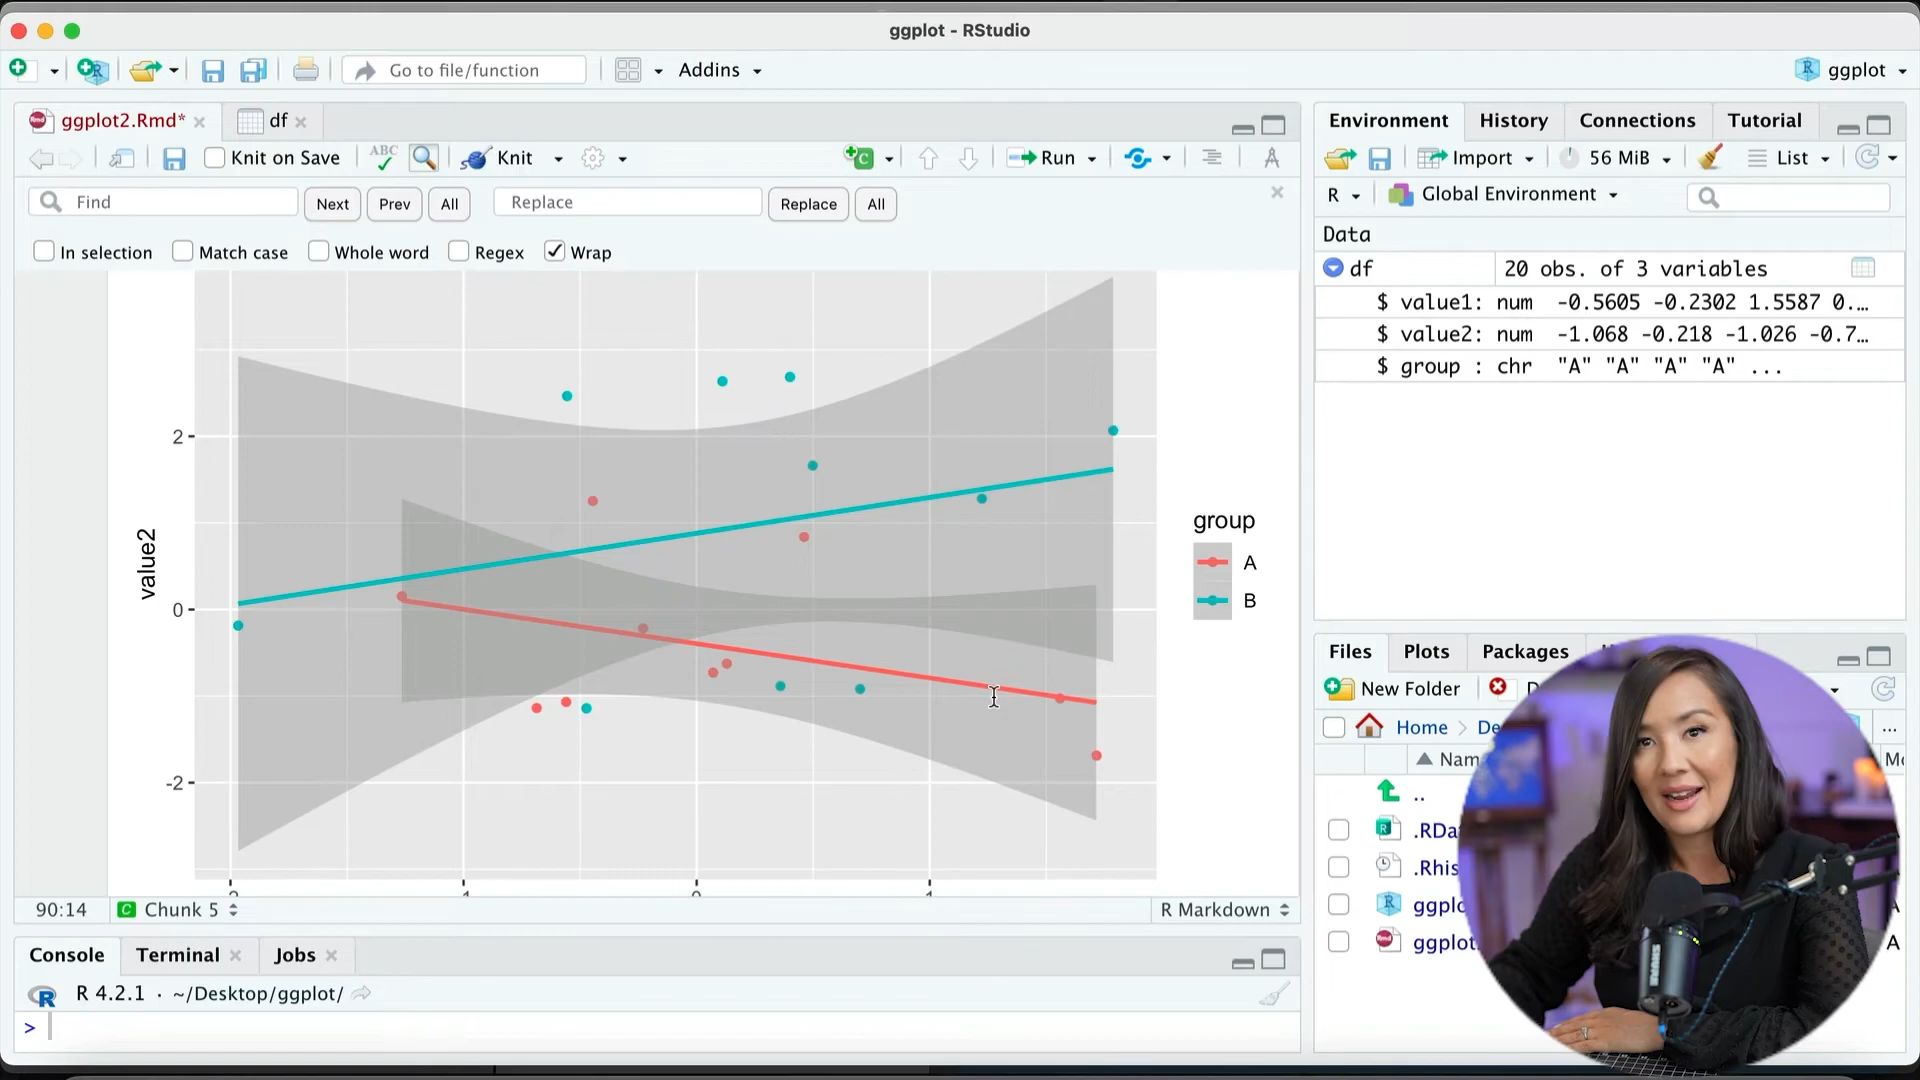 ggplot - RStudio
Go to file/function
Addins
ggplot
ggplot2.Rmd*
df
Knit on Save
ABC
Knit
Run
Find
Next
Prev
All
Replace
Replace
All
In selection
Match case
Whole word
Regex
Wrap
2
0
-2
value2
group
A
B
90:14
Chunk 5
R Markdown
Console
Terminal
Jobs
R 4.2.1 · ~/Desktop/ggplot/
>
Environment
History
Connections
Tutorial
Import
56 MiB
List
R
Global Environment
Data
df
20 obs. of 3 variables
$ value1: num -0.5605 -0.2302 1.5587 0.…
$ value2: num -1.068 -0.218 -1.026 -0.7…
$ group : chr "A" "A" "A" "A" ...
Files
Plots
Packages
New Folder
Home
..
SHURE